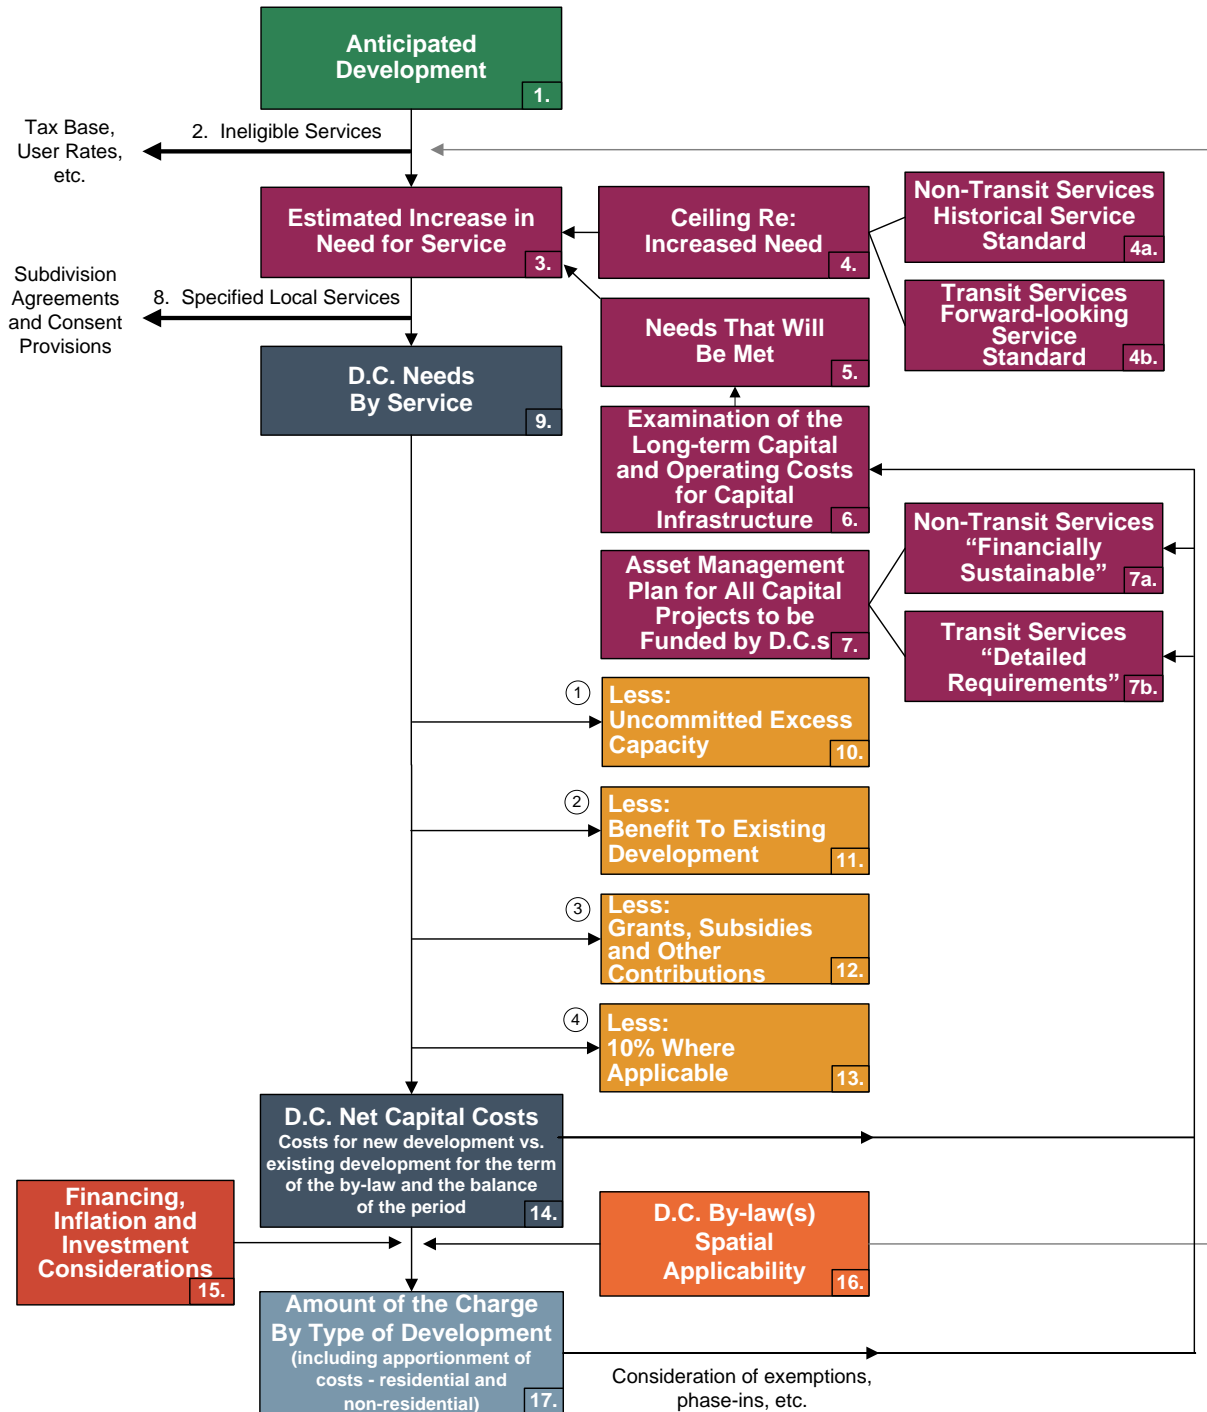 Anticipated
Development
1.
Tax Base,
User Rates,
etc.
2. Ineligible Services
Estimated Increase in
Need for Service
3.
Ceiling Re:
Increased Need
4.
Non-Transit Services
Historical Service
Standard
4a.
Transit Services
Forward-looking
Service
Standard
4b.
Subdivision
Agreements
and Consent
Provisions
8. Specified Local Services
Needs That Will
Be Met
5.
D.C. Needs
By Service
9.
Examination of the
Long-term Capital
and Operating Costs
for Capital
Infrastructure
6.
Non-Transit Services
“Financially
Sustainable”
7a.
Asset Management
Plan for All Capital
Projects to be
Funded by D.C.s
7.
Transit Services
“Detailed
Requirements”
7b.
1
Less:
Uncommitted Excess
Capacity
10.
2
Less:
Benefit To Existing
Development
11.
3
Less:
Grants, Subsidies
and Other
Contributions
12.
4
Less:
10% Where
Applicable
13.
D.C. Net Capital Costs
Costs for new development vs.
existing development for the term
of the by-law and the balance
of the period
14.
Financing,
Inflation and
Investment
Considerations
15.
D.C. By-law(s)
Spatial
Applicability
16.
Amount of the Charge
By Type of Development
(including apportionment of
costs - residential and
non-residential)
17.
Consideration of exemptions,
phase-ins, etc.